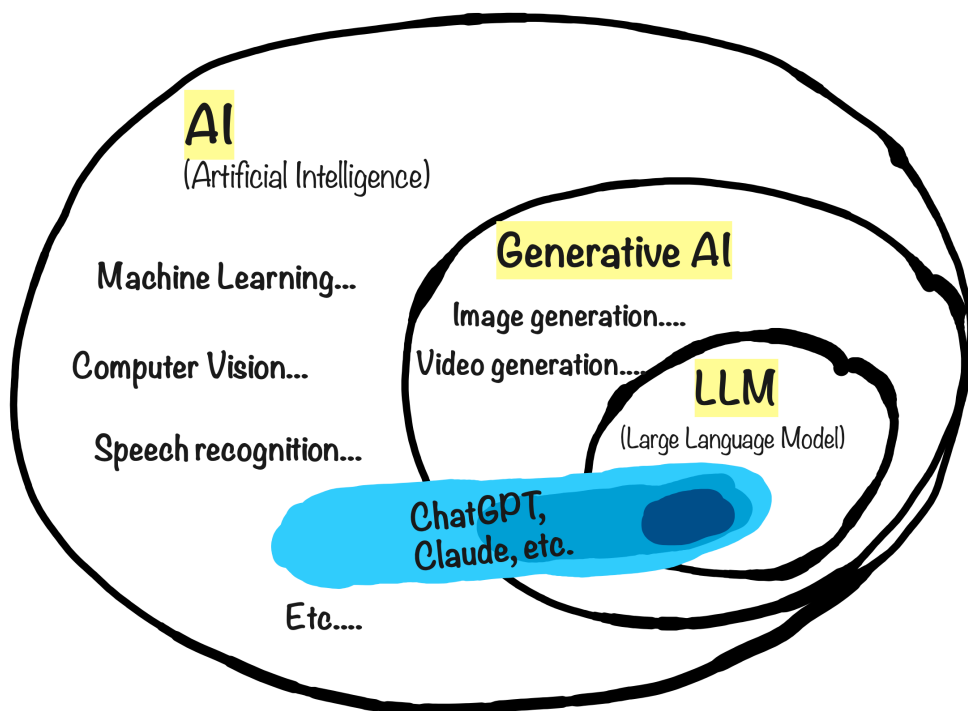 AI
(Artificial Intelligence)
Machine Learning...
Computer Vision...
Speech recognition...
Generative AI
Image generation....
Video generation.....
LLM
(Large Language Model)
ChatGPT,
Claude, etc.
Etc....